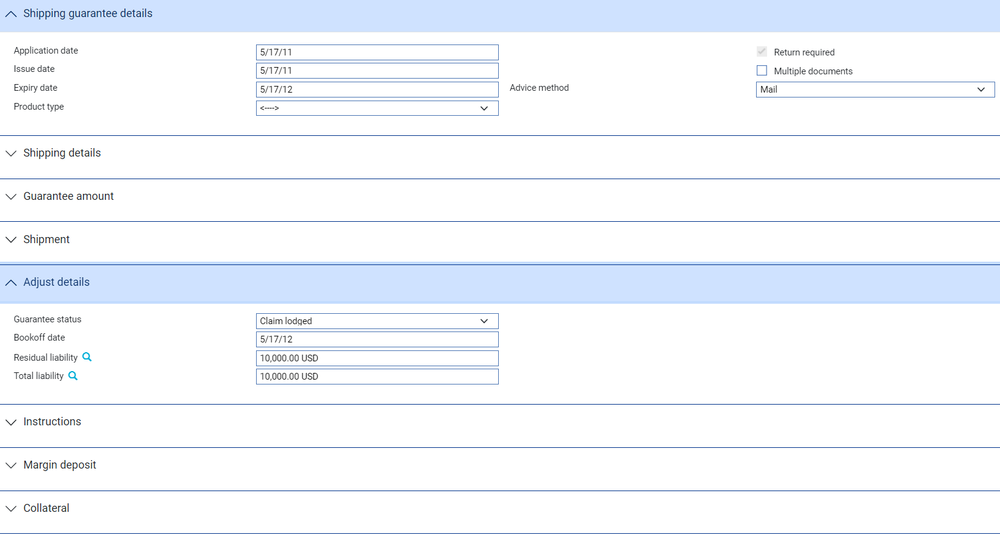 Shipping guarantee details
Application date 5/17/11 Return required
Issue date 5/17/11 Multiple documents
Expiry date 5/17/12 Advice method Mail
Product type <---->
Shipping details
Guarantee amount
Shipment
Adjust details
Guarantee status Claim lodged
Bookoff date 5/17/12
Residual liability 10,000.00 USD
Total liability 10,000.00 USD
Instructions
Margin deposit
Collateral